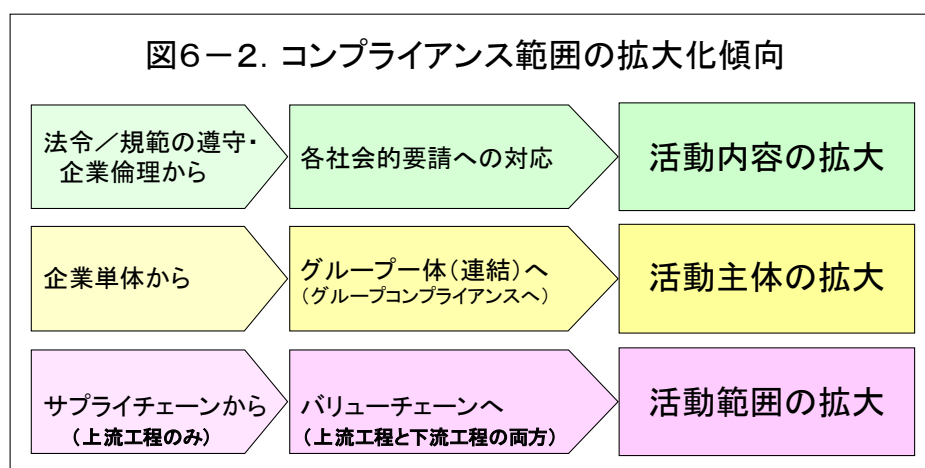 図6-2.コンプライアンス範囲の拡大化傾向
法令／規範の遵守・
企業倫理から
各社会的要請への対応
活動内容の拡大
企業単体から
グループ一体(連結)へ
(グループコンプライアンスへ)
活動主体の拡大
サプライチェーンから
(上流工程のみ)
バリューチェーンへ
(上流工程と下流工程の両方)
活動範囲の拡大